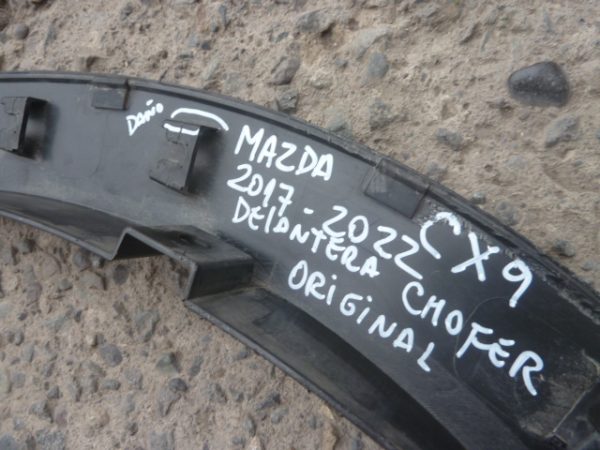 DAÑO
MAZDA CX9
2017-2022
DELANTERA CHOFER
ORIGINAL